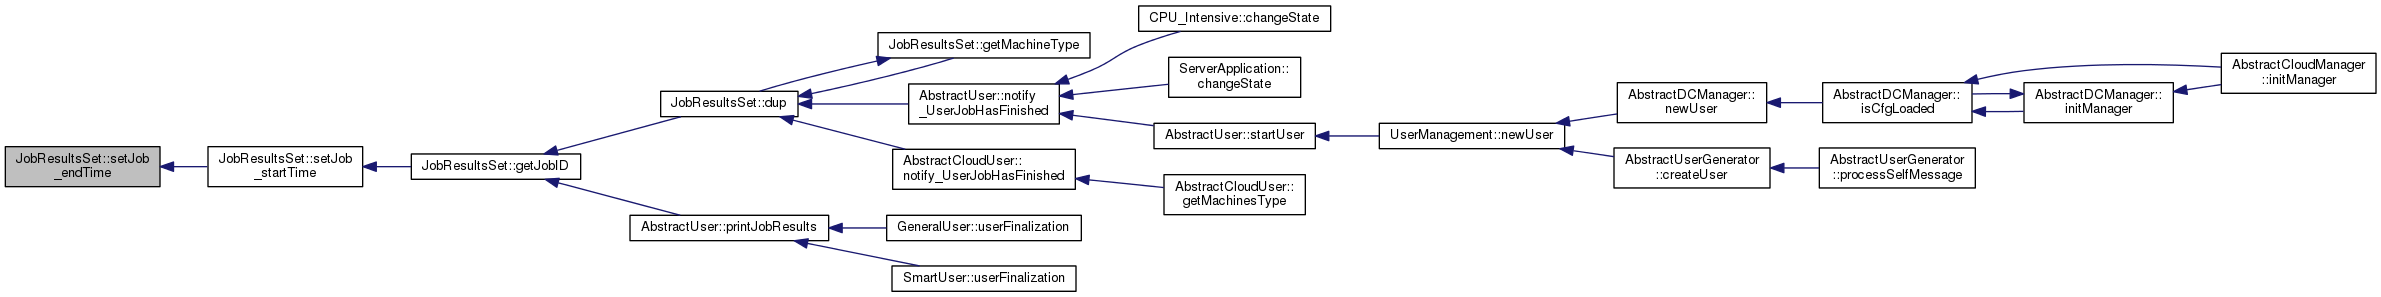 JobResultsSet::setJob
_endTime
JobResultsSet::setJob
_startTime
JobResultsSet::getJobID
JobResultsSet::dup
AbstractUser::printJobResults
JobResultsSet::getMachineType
AbstractUser::notify
_UserJobHasFinished
AbstractCloudUser::
notify_UserJobHasFinished
GeneralUser::userFinalization
SmartUser::userFinalization
CPU_Intensive::changeState
ServerApplication::
changeState
AbstractUser::startUser
AbstractCloudUser::
getMachinesType
UserManagement::newUser
AbstractDCManager::
newUser
AbstractUserGenerator
::createUser
AbstractDCManager::
isCfgLoaded
AbstractUserGenerator
::processSelfMessage
AbstractDCManager::
initManager
AbstractCloudManager
::initManager